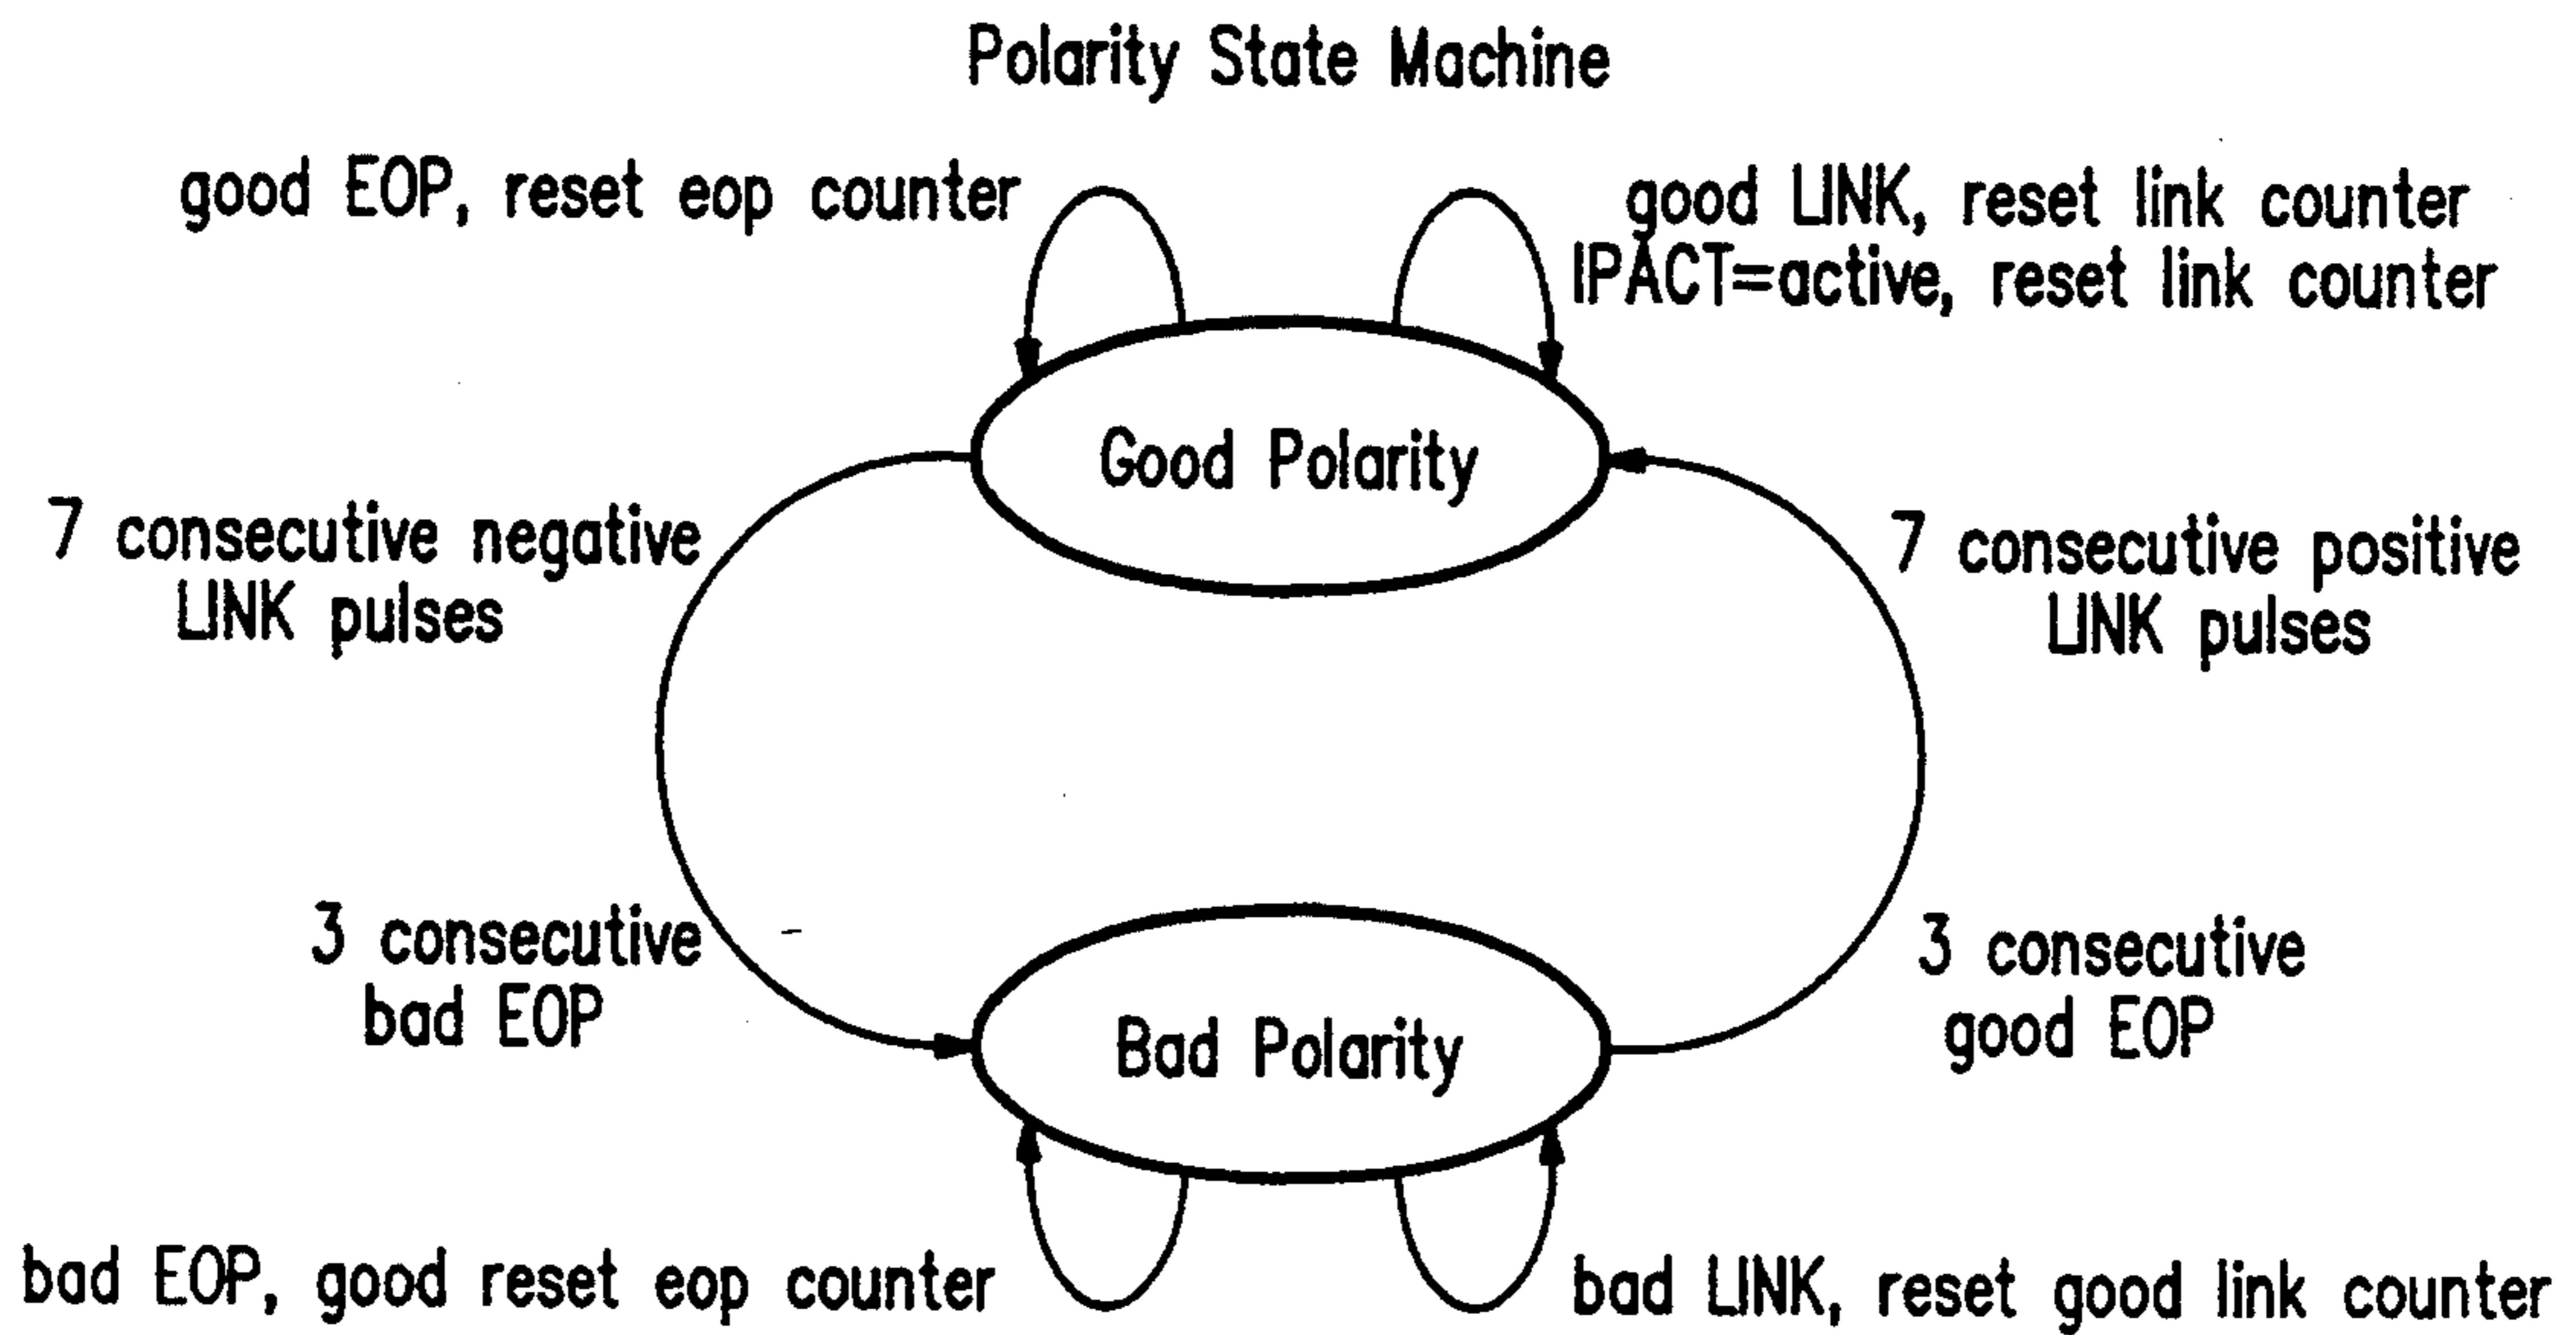 Polarity State Machine
good EOP, reset eop counter
good LINK, reset link counter
IPACT=active, reset link counter
Good Polarity
7 consecutive negative
LINK pulses
7 consecutive positive
LINK pulses
3 consecutive
bad EOP
3 consecutive
good EOP
Bad Polarity
bad EOP, good reset eop counter
bad LINK, reset good link counter